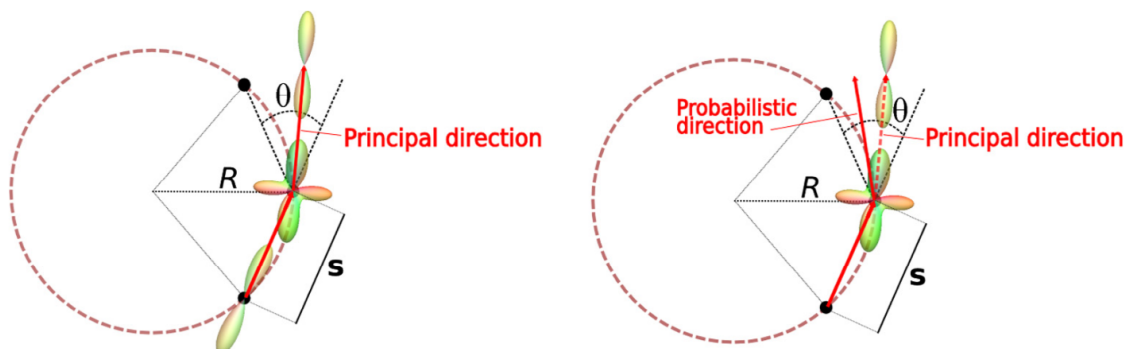 θ
Principal direction
R
s
Probabilistic
direction
θ
Principal direction
R
s